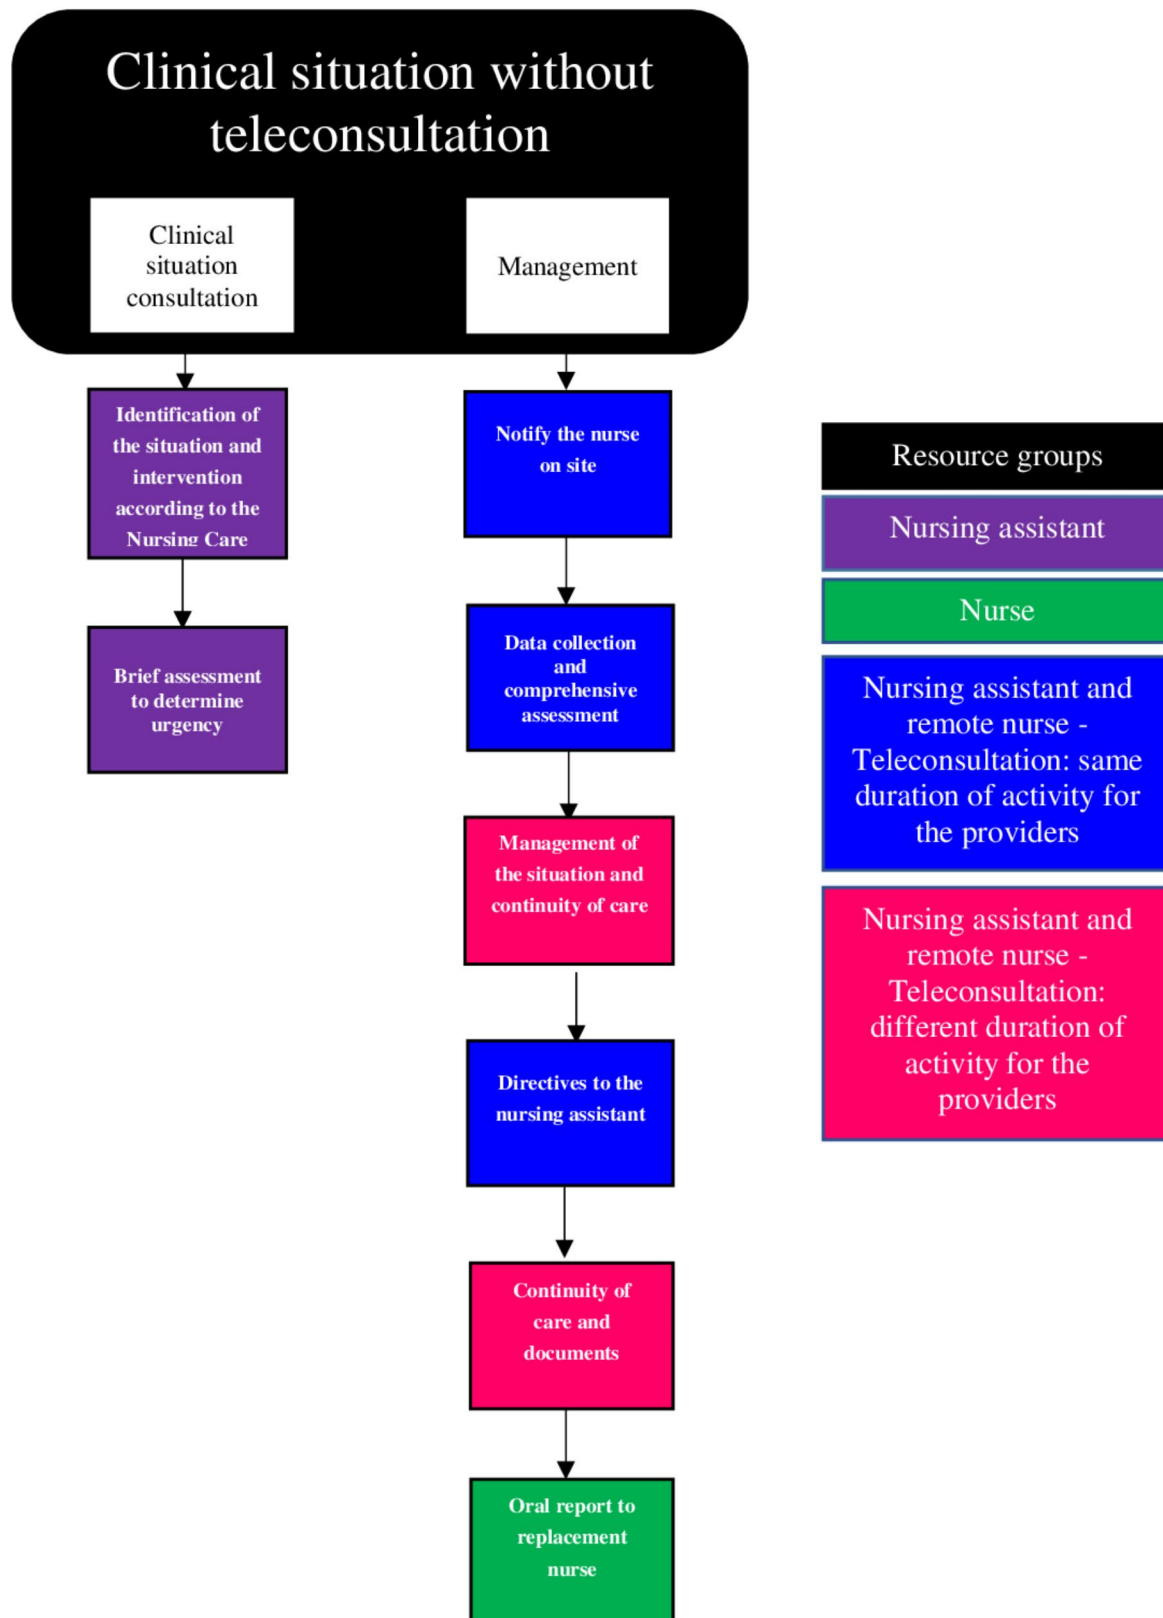 Clinical situation without
teleconsultation
Clinical
situation
consultation
Management
Identification of
the situation and
intervention
according to the
Nursing Care
Brief assessment
to determine
urgency
Notify the nurse
on site
Data collection
and
comprehensive
assessment
Management of
the situation and
continuity of care
Directives to the
nursing assistant
Continuity of
care and
documents
Oral report to
replacement
nurse
Resource groups
Nursing assistant
Nurse
Nursing assistant and
remote nurse -
Teleconsultation: same
duration of activity for
the providers
Nursing assistant and
remote nurse -
Teleconsultation:
different duration of
activity for the
providers